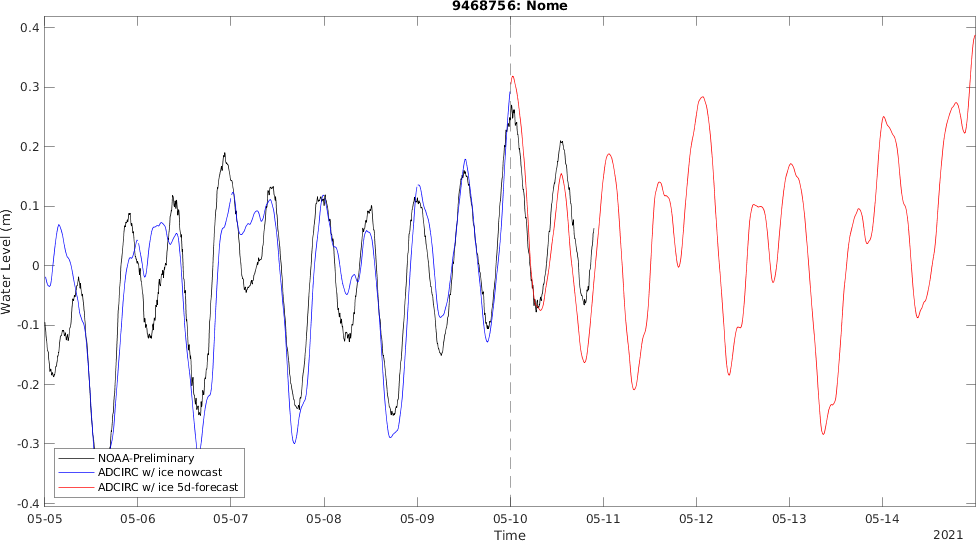 9468756: Nome
Water Level (m)
0.4
0.3
0.2
0.1
0
-0.1
-0.2
-0.3
-0.4
NOAA-Preliminary
ADCIRC w/ ice nowcast
ADCIRC w/ ice 5d-forecast
05-05 05-06 05-07 05-08 05-09 05-10 05-11 05-12 05-13 05-14
Time
2021